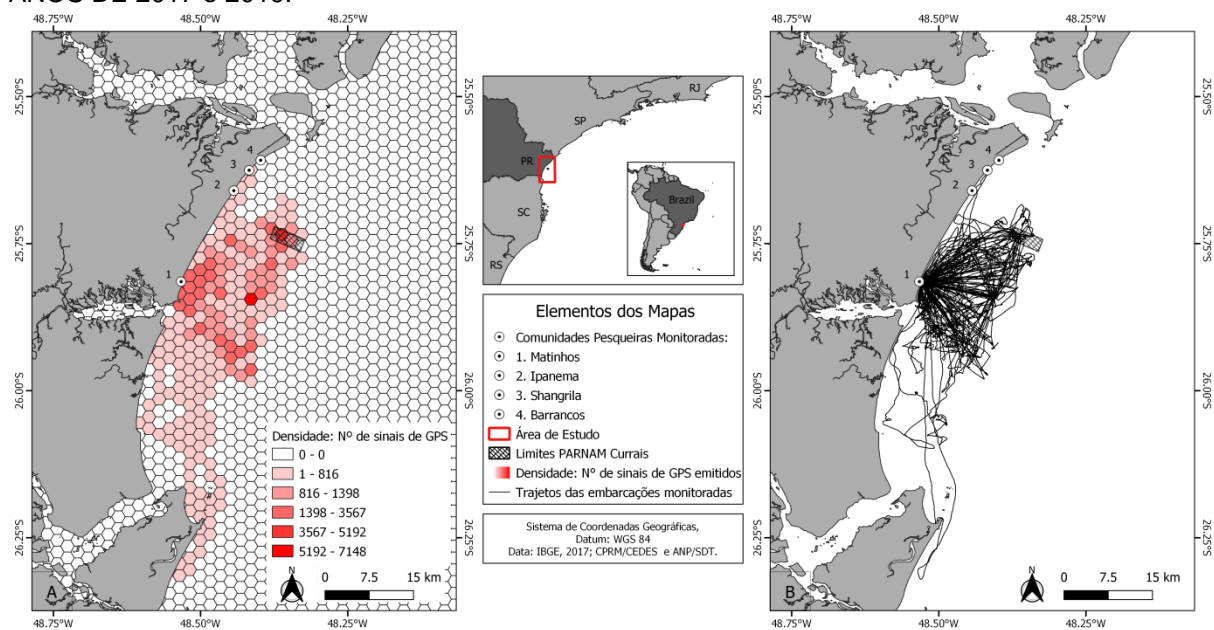 ANOS DE 2017 e 2018.
48.75°W 48.50°W 48.25°W
48.75°W 48.50°W 48.25°W
25.50°S
25.75°S
26.00°S
26.25°S
4
3
2
1
Densidade: Nº de sinais de GPS
0 - 0
1 - 816
816 - 1398
1398 - 3567
3567 - 5192
5192 - 7148
A
N
0 7.5 15 km
48.75°W 48.50°W 48.25°W
25.50°S
25.75°S
26.00°S
26.25°S
RJ
SP
PR
SC
RS
Brazil
Elementos dos Mapas
Comunidades Pesqueiras Monitoradas:
1. Matinhos
2. Ipanema
3. Shangrila
4. Barrancos
Área de Estudo
Limites PARNAM Currais
Densidade: N° de sinais de GPS emitidos
Trajetos das embarcações monitoradas
Sistema de Coordenadas Geográficas,
Datum: WGS 84
Data: IBGE, 2017; CPRM/CEDES e ANP/SDT.
25.50°S
25.75°S
26.00°S
26.25°S
4
3
2
1
B
N
0 7.5 15 km
25.50°S
25.75°S
26.00°S
26.25°S
48.75°W 48.50°W 48.25°W